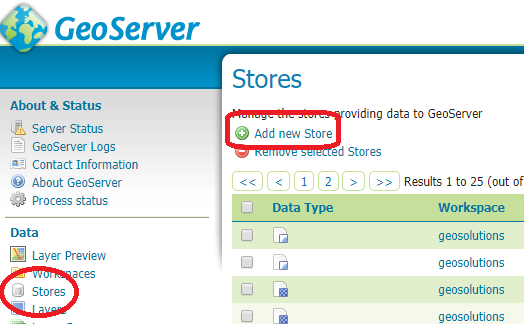 GeoServer
About & Status
Server Status
GeoServer Logs
Contact Information
About GeoServer
Process status
Data
Layer Preview
Workspaces
Stores
Layers
Stores
Manage the stores providing data to GeoServer
Add new Store
Remove selected Stores
<< < 1 2 > >> Results 1 to 25 (out of
Data Type Workspace
geosolutions
geosolutions
geosolutions
geosolutions